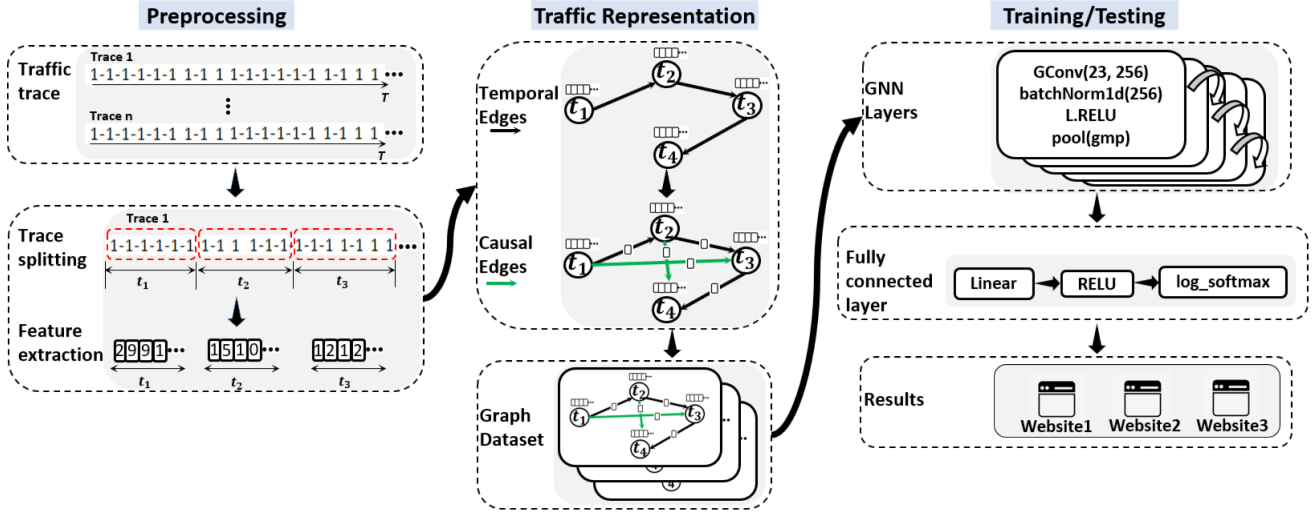 Preprocessing
Traffic
trace
Trace 1
1-1-1-1-1-1 1-1 1 1-1-1-1-1-1 1-1 1 1 •••
T
Trace n
1-1-1-1-1-1 1-1 1 1-1-1-1-1-1 1-1 1 1 •••
T
Trace
splitting
Trace 1
1-1-1-1-1-1 1-1 1 1-1-1 1-1-1 1-1 1 1 •••
t1
t2
t3
Feature
extraction
2991•••
1510•••
1212•••
t1
t2
t3
Traffic Representation
Temporal
Edges
t1
t2
t3
t4
Causal
Edges
t1
t2
t3
t4
Graph
Dataset
t1
t2
t3
t4
4
4
Training/Testing
GNN
Layers
GConv(23, 256)
batchNorm1d(256)
L.RELU
pool(gmp)
Fully
connected
layer
Linear
RELU
log_softmax
Results
Website1
Website2
Website3